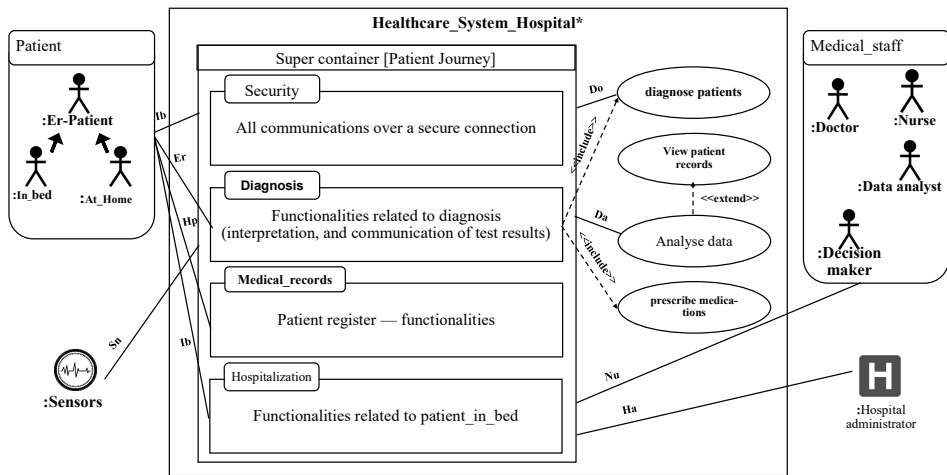 Healthcare_System_Hospital*
Patient
:Er-Patient
:In_bed
:At_Home
Super container [Patient Journey]
Security
All communications over a secure connection
Diagnosis
Functionalities related to diagnosis
(interpretation, and communication of test results)
Medical_records
Patient register — functionalities
Hospitalization
Functionalities related to patient_in_bed
Ib
Er
Hp
Ib
Sn
:Sensors
Do
<<include>>
Da
<<include>>
Nu
Ha
diagnose patients
View patient
records
<<extend>>
Analyse data
prescribe medica-
tions
Medical_staff
:Doctor
:Nurse
:Data analyst
:Decision
maker
H
:Hospital
administrator